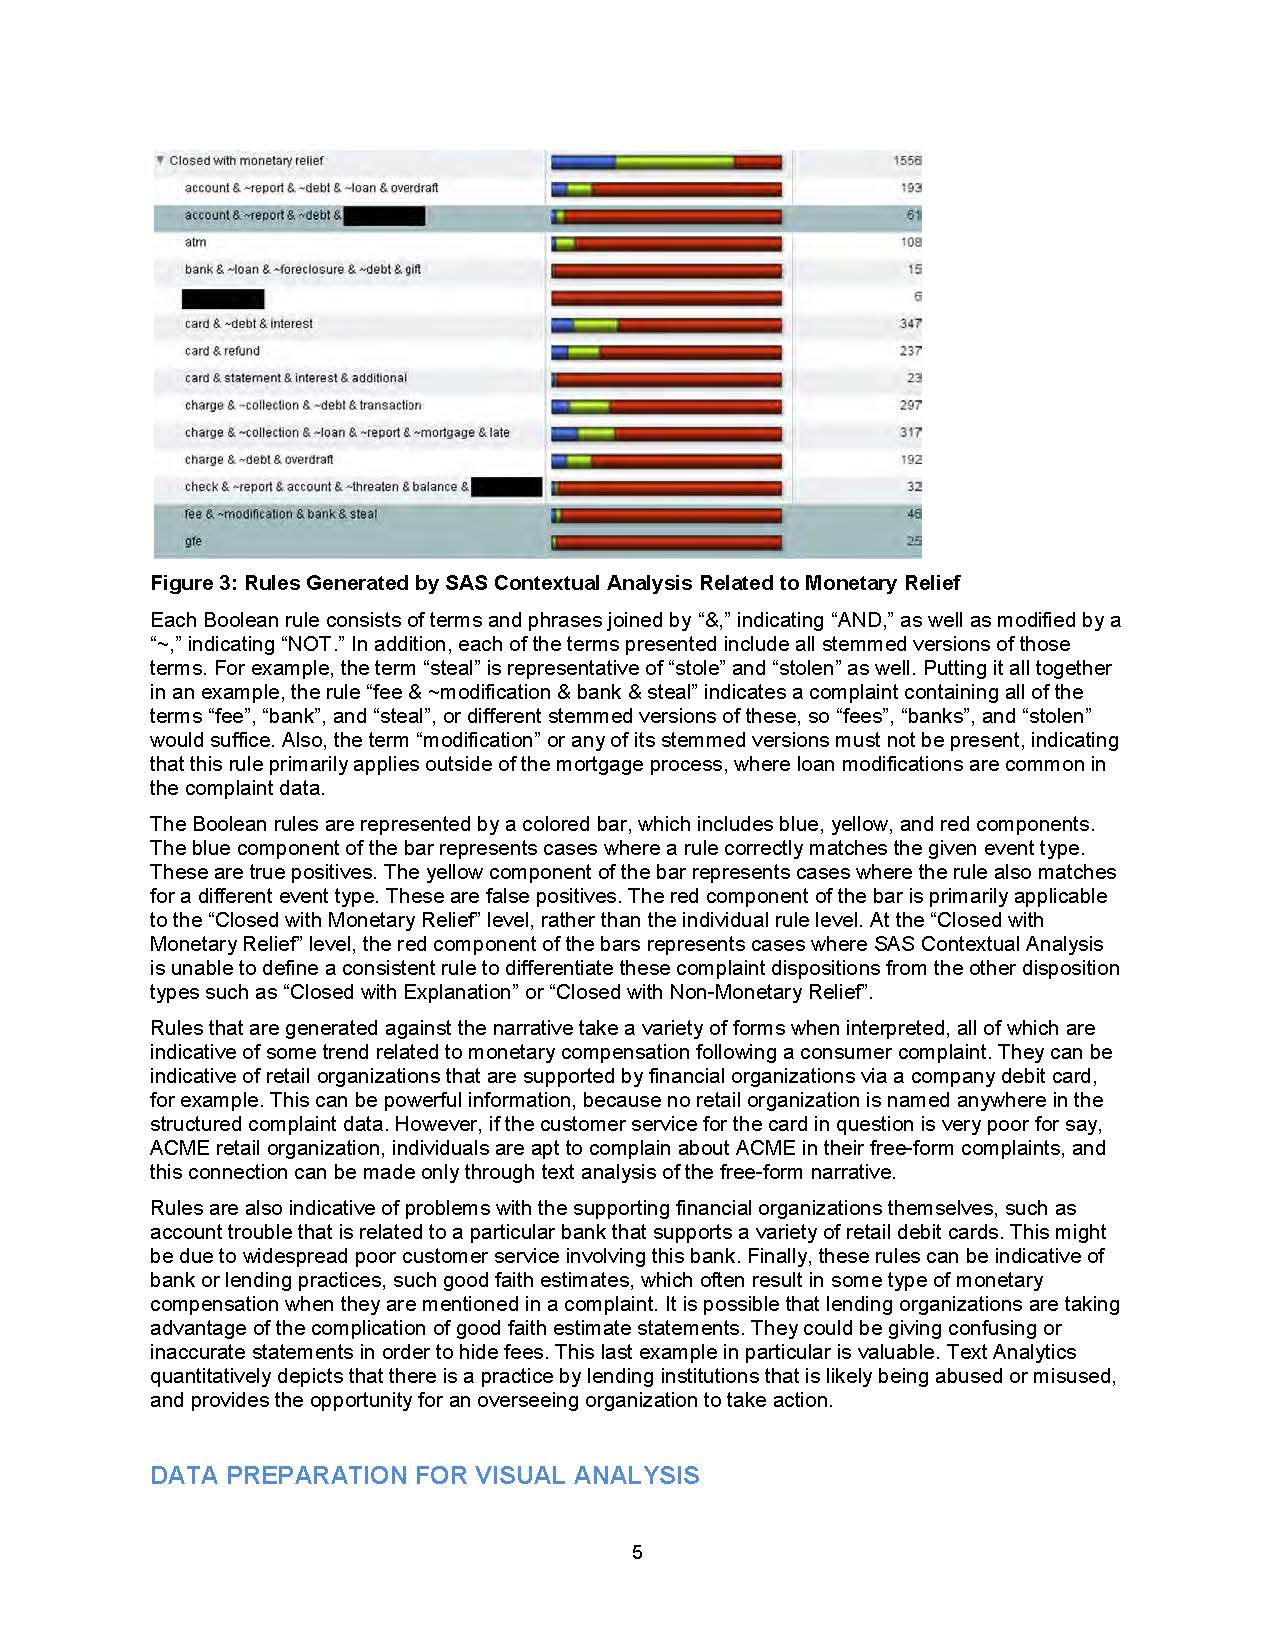 Closed with monetary relief 1556
account & ~report & ~debt & ~loan & overdraft 193
account & ~report & ~debt & 61
atm 108
bank & ~loan & ~foreclosure & ~debt & gift 15
6
card & ~debt & interest 347
card & refund 237
card & statement & interest & additional 23
charge & ~collection & ~debt & transaction 297
charge & ~collection & ~loan & ~report & ~mortgage & late 317
charge & ~debt & overdraft 192
check & ~report & account & ~threaten & balance & 32
fee & ~modification & bank & steal 46
gfe 25
Figure 3: Rules Generated by SAS Contextual Analysis Related to Monetary Relief
Each Boolean rule consists of terms and phrases joined by “&,” indicating “AND,” as well as modified by a
“~,” indicating “NOT.” In addition, each of the terms presented include all stemmed versions of those
terms. For example, the term “steal” is representative of “stole” and “stolen” as well. Putting it all together
in an example, the rule “fee & ~modification & bank & steal” indicates a complaint containing all of the
terms “fee”, “bank”, and “steal”, or different stemmed versions of these, so “fees”, “banks”, and “stolen”
would suffice. Also, the term “modification” or any of its stemmed versions must not be present, indicating
that this rule primarily applies outside of the mortgage process, where loan modifications are common in
the complaint data.
The Boolean rules are represented by a colored bar, which includes blue, yellow, and red components.
The blue component of the bar represents cases where a rule correctly matches the given event type.
These are true positives. The yellow component of the bar represents cases where the rule also matches
for a different event type. These are false positives. The red component of the bar is primarily applicable
to the “Closed with Monetary Relief” level, rather than the individual rule level. At the “Closed with
Monetary Relief” level, the red component of the bars represents cases where SAS Contextual Analysis
is unable to define a consistent rule to differentiate these complaint dispositions from the other disposition
types such as “Closed with Explanation” or “Closed with Non-Monetary Relief”.
Rules that are generated against the narrative take a variety of forms when interpreted, all of which are
indicative of some trend related to monetary compensation following a consumer complaint. They can be
indicative of retail organizations that are supported by financial organizations via a company debit card,
for example. This can be powerful information, because no retail organization is named anywhere in the
structured complaint data. However, if the customer service for the card in question is very poor for say,
ACME retail organization, individuals are apt to complain about ACME in their free-form complaints, and
this connection can be made only through text analysis of the free-form narrative.
Rules are also indicative of problems with the supporting financial organizations themselves, such as
account trouble that is related to a particular bank that supports a variety of retail debit cards. This might
be due to widespread poor customer service involving this bank. Finally, these rules can be indicative of
bank or lending practices, such good faith estimates, which often result in some type of monetary
compensation when they are mentioned in a complaint. It is possible that lending organizations are taking
advantage of the complication of good faith estimate statements. They could be giving confusing or
inaccurate statements in order to hide fees. This last example in particular is valuable. Text Analytics
quantitatively depicts that there is a practice by lending institutions that is likely being abused or misused,
and provides the opportunity for an overseeing organization to take action.
DATA PREPARATION FOR VISUAL ANALYSIS
5